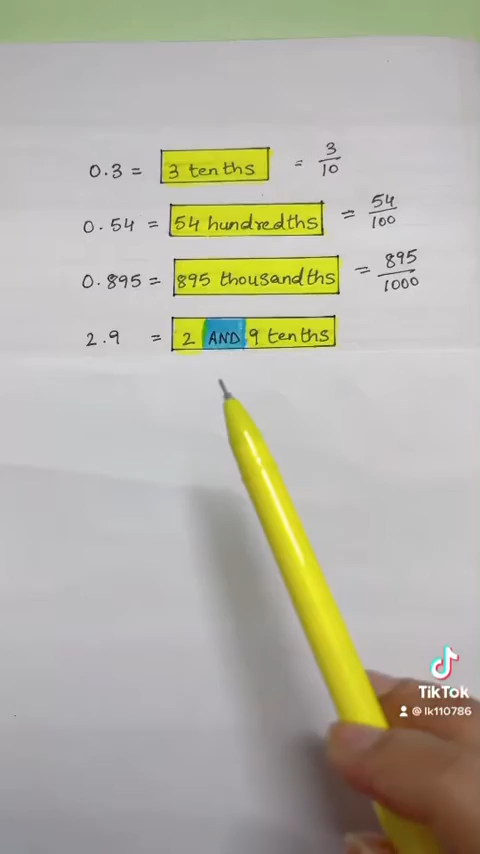 0.3 = 3 tenths = 3/10
0.54 = 54 hundredths = 54/100
0.895 = 895 thousandths = 895/1000
2.9 = 2 AND 9 tenths
TikTok
@lk110786